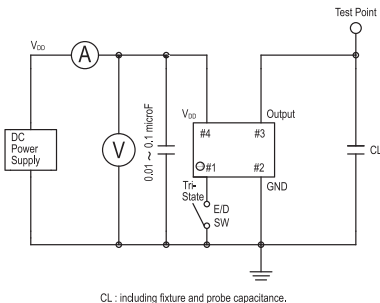 Test Point
VDD
A
DC
Power
Supply
V
0.01 ~ 0.1 microF
VDD
Output
#4
#3
#1
#2
Tri-
State
GND
E/D
SW
CL
CL : including fixture and probe capacitance.